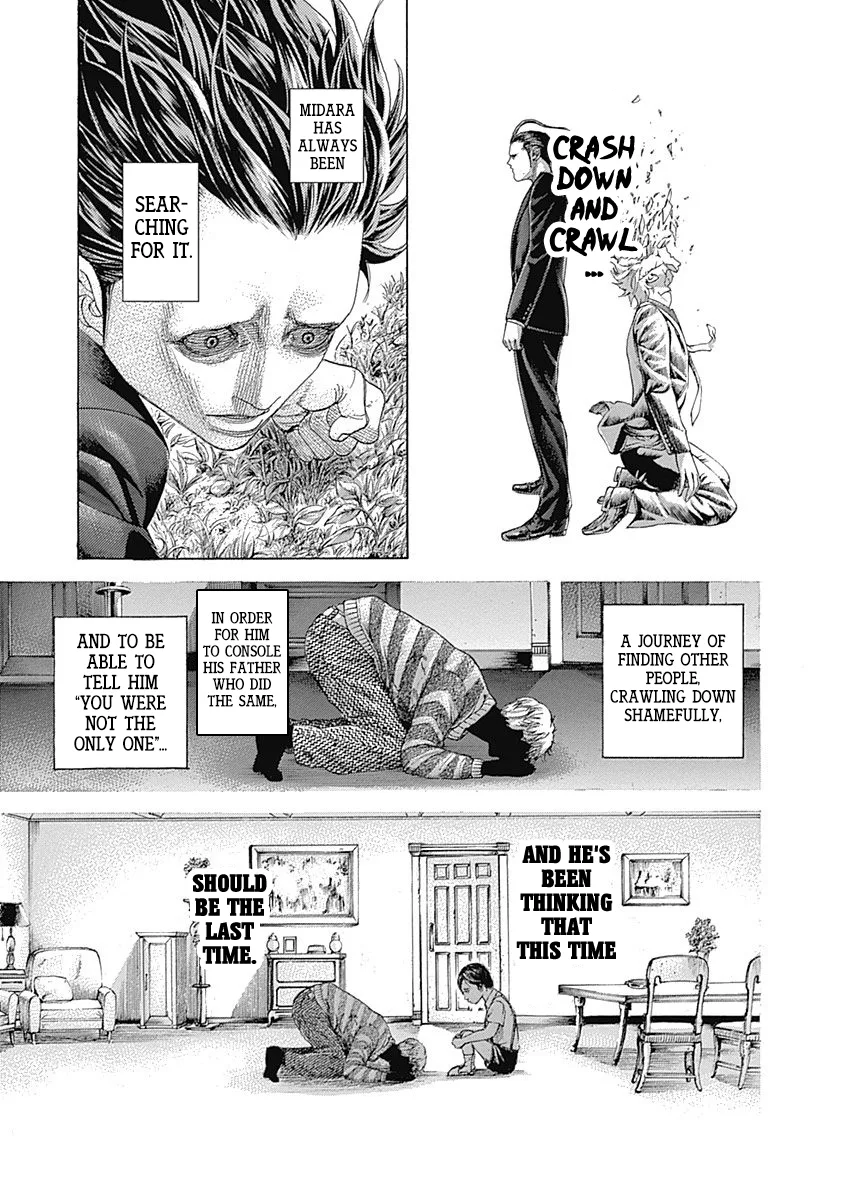 CRASH
DOWN
AND
CRAWL
...
MIDARA
HAS
ALWAYS
BEEN
SEAR-
CHING
FOR IT.
A JOURNEY OF
FINDING OTHER
PEOPLE,
CRAWLING DOWN
SHAMEFULLY,
IN ORDER
FOR HIM
TO CONSOLE
HIS FATHER
WHO DID
THE SAME,
AND TO BE
ABLE TO
TELL HIM
"YOU WERE
NOT THE
ONLY ONE"...
AND HE'S
BEEN
THINKING
THAT
THIS TIME
SHOULD
BE THE
LAST
TIME.